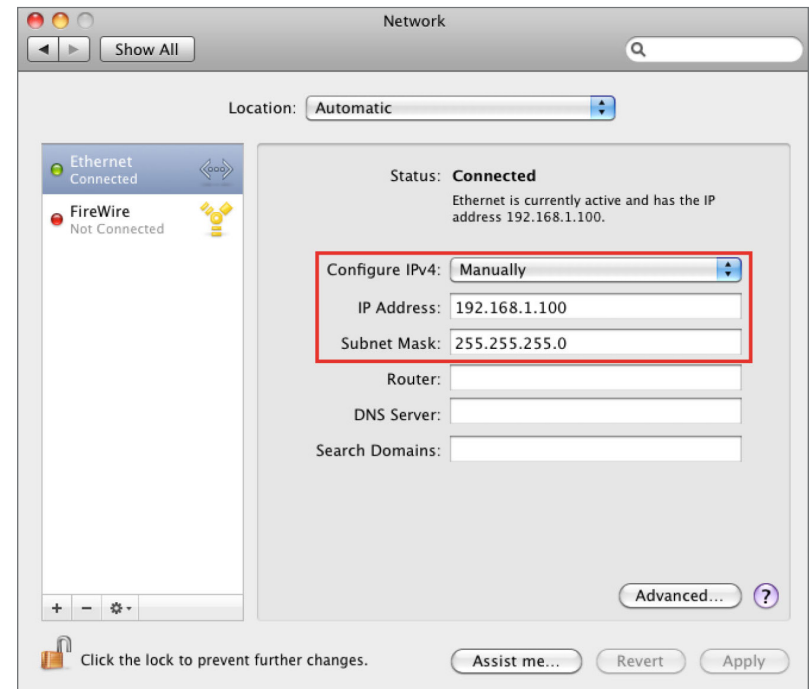 Network
Show All
Location: Automatic
Ethernet
Connected
FireWire
Not Connected
Status: Connected
Ethernet is currently active and has the IP
address 192.168.1.100.
Configure IPv4: Manually
IP Address: 192.168.1.100
Subnet Mask: 255.255.255.0
Router:
DNS Server:
Search Domains:
Advanced... ?
+ −
Click the lock to prevent further changes.
Assist me... Revert Apply